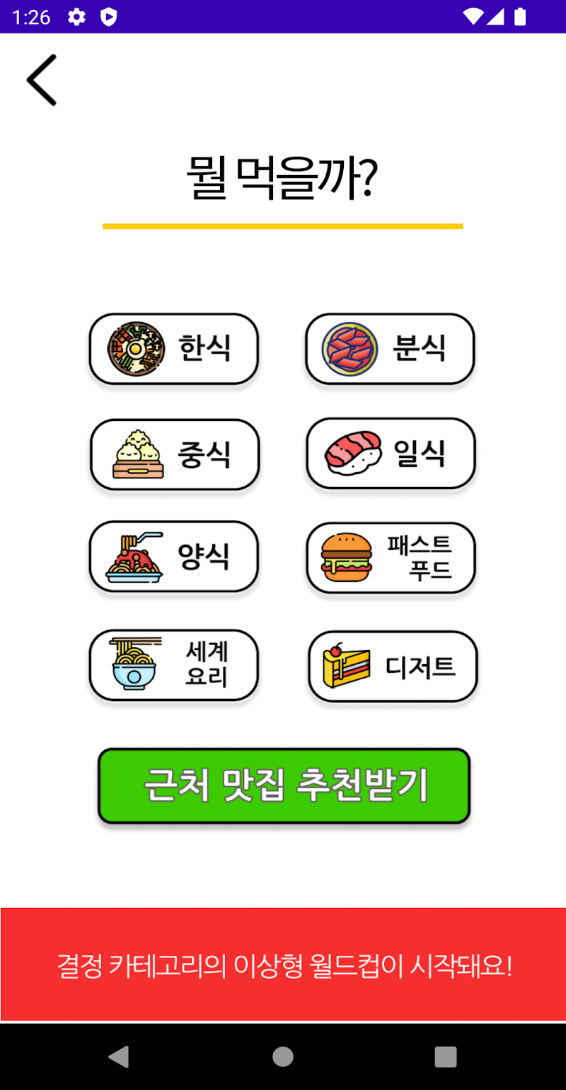 1:26
뭘 먹을까?
한식
분식
중식
일식
양식
패스트
푸드
세계
요리
디저트
근처 맛집 추천받기
결정 카테고리의 이상형 월드컵이 시작돼요!